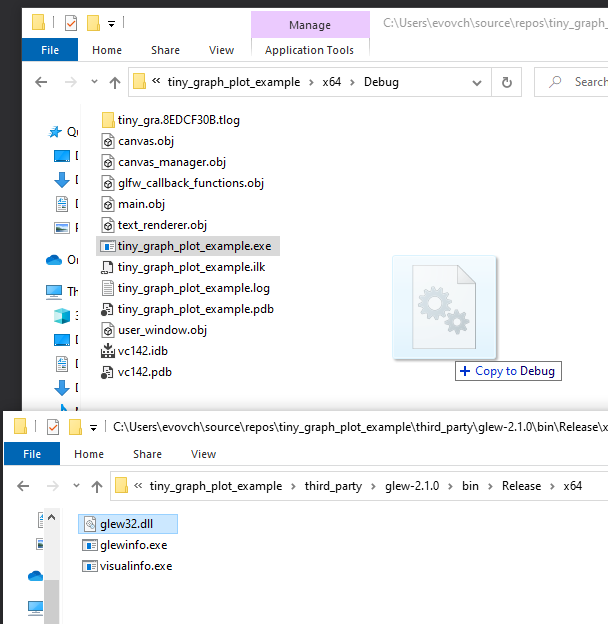 Manage
C:\Users\evovch\source\repos\tiny_graph_
File Home Share View Application Tools
« tiny_graph_plot_example > x64 > Debug
Search
tiny_gra.8EDCF30B.tlog
canvas.obj
canvas_manager.obj
glfw_callback_functions.obj
main.obj
text_renderer.obj
tiny_graph_plot_example.exe
tiny_graph_plot_example.ilk
tiny_graph_plot_example.log
tiny_graph_plot_example.pdb
user_window.obj
vc142.idb
vc142.pdb
+ Copy to Debug
C:\Users\evovch\source\repos\tiny_graph_plot_example\third_party\glew-2.1.0\bin\Release\x
File Home Share View
« tiny_graph_plot_example > third_party > glew-2.1.0 > bin > Release > x64
glew32.dll
glewinfo.exe
visualinfo.exe